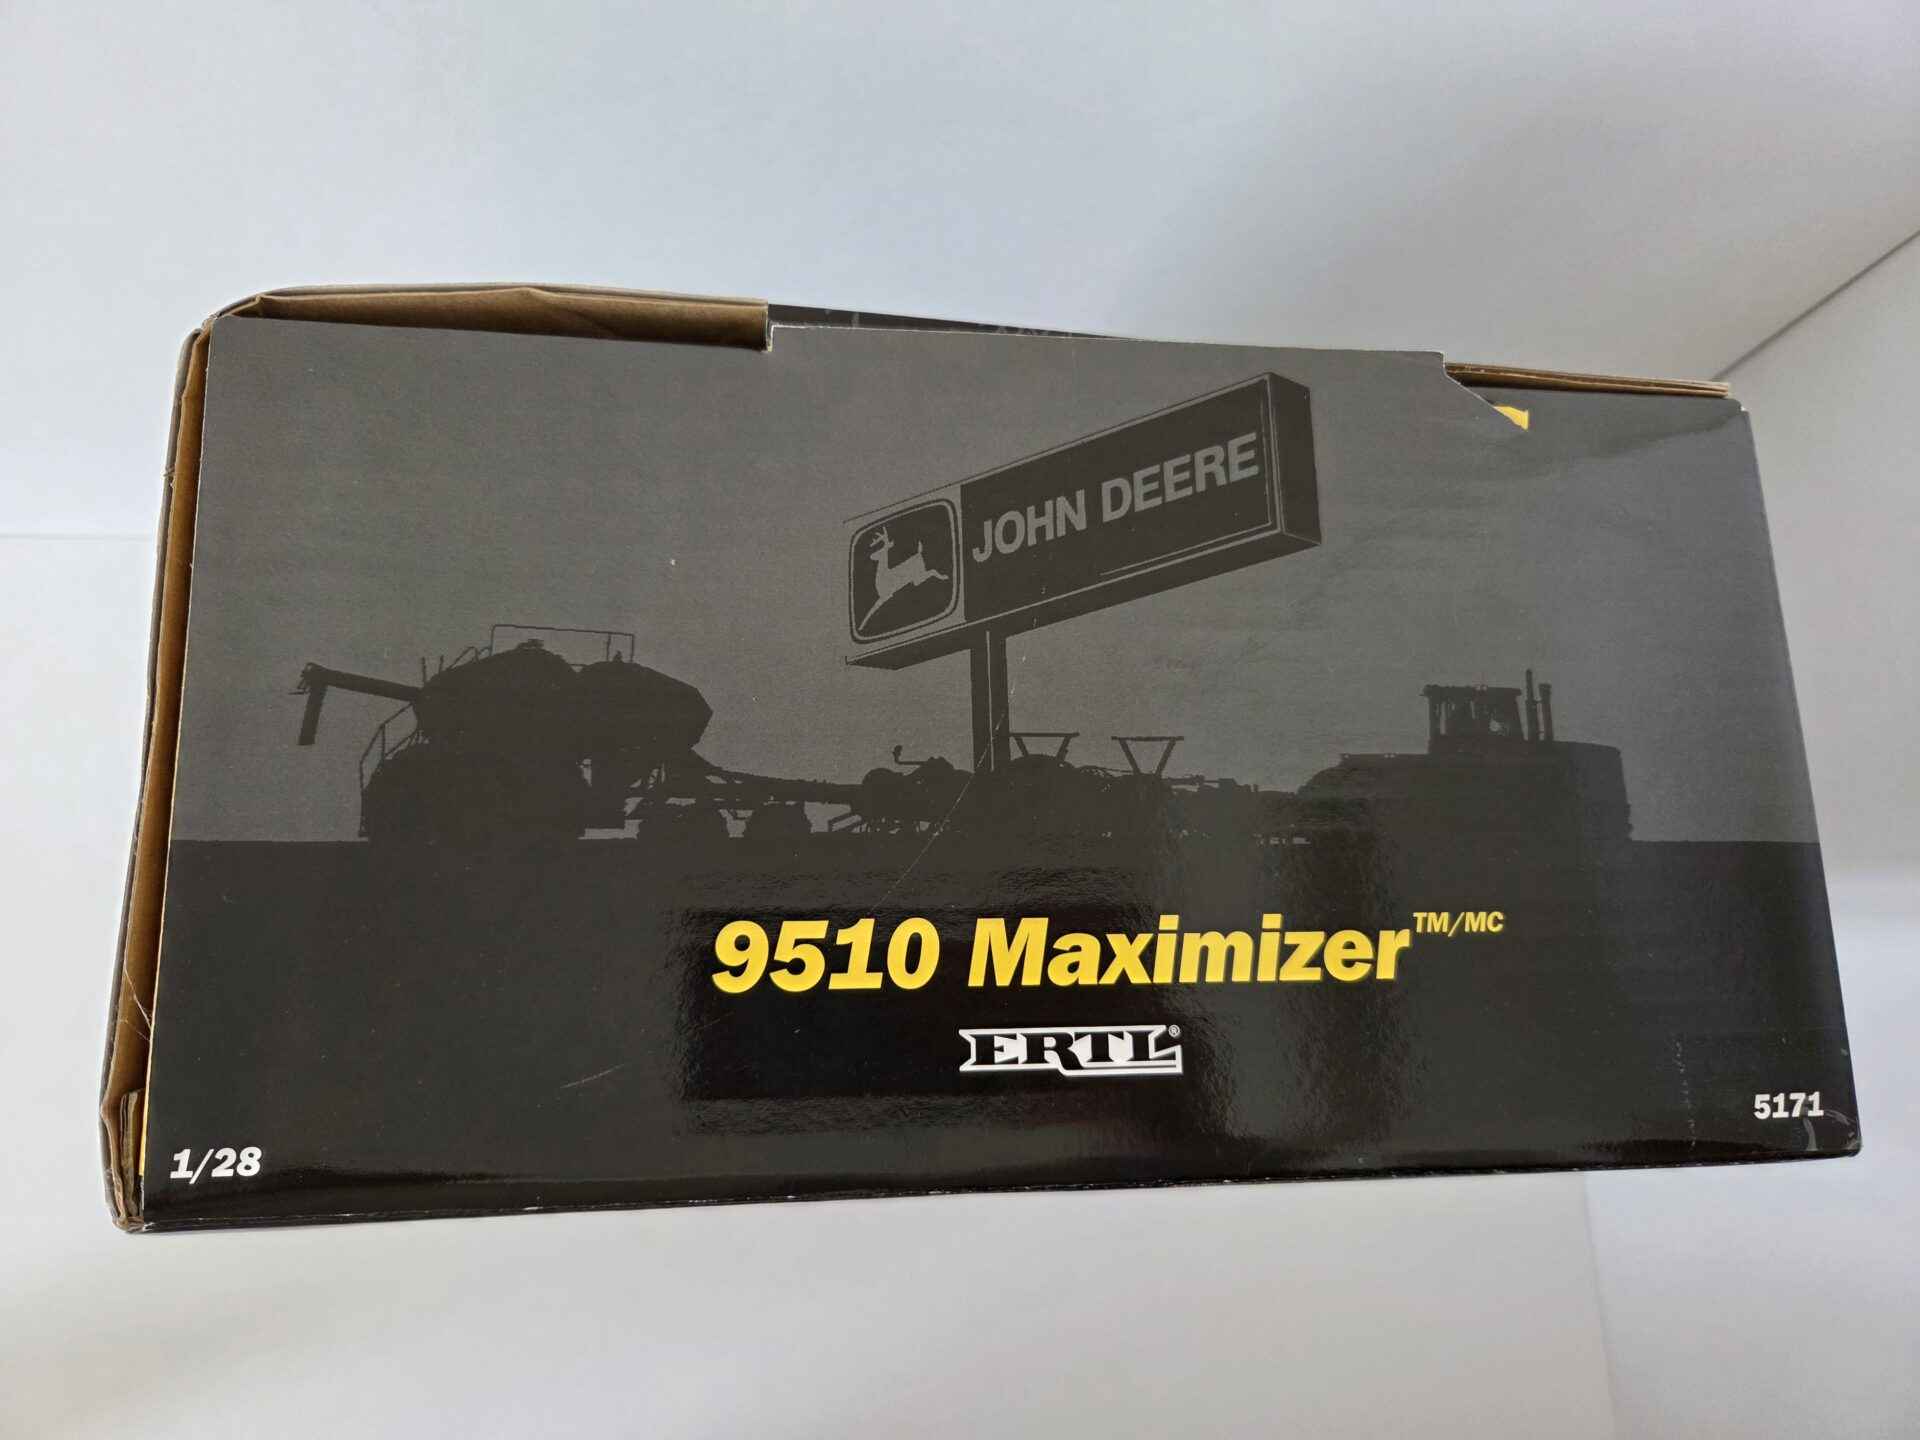 JOHN DEERE
9510 Maximizer™/MC
ERTL®
1/28
5171